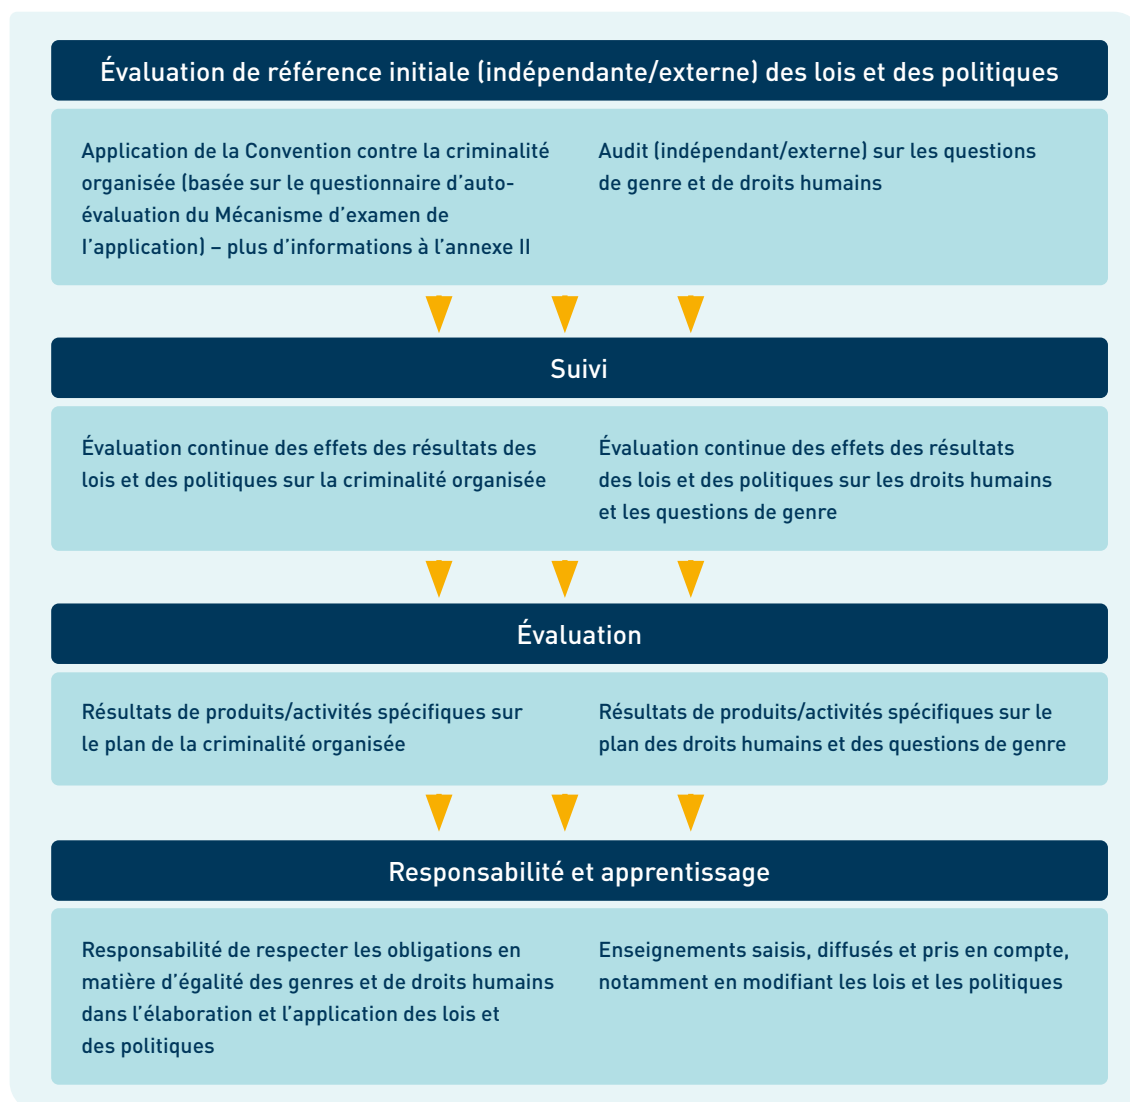 Évaluation de référence initiale (indépendante/externe) des lois et des politiques
Application de la Convention contre la criminalité
organisée (basée sur le questionnaire d’auto-
évaluation du Mécanisme d’examen de
l’application) – plus d’informations à l’annexe II
Audit (indépendant/externe) sur les questions
de genre et de droits humains
Suivi
Évaluation continue des effets des résultats des
lois et des politiques sur la criminalité organisée
Évaluation continue des effets des résultats
des lois et des politiques sur les droits humains
et les questions de genre
Évaluation
Résultats de produits/activités spécifiques sur
le plan de la criminalité organisée
Résultats de produits/activités spécifiques sur le
plan des droits humains et des questions de genre
Responsabilité et apprentissage
Responsabilité de respecter les obligations en
matière d’égalité des genres et de droits humains
dans l’élaboration et l’application des lois et
des politiques
Enseignements saisis, diffusés et pris en compte,
notamment en modifiant les lois et les politiques